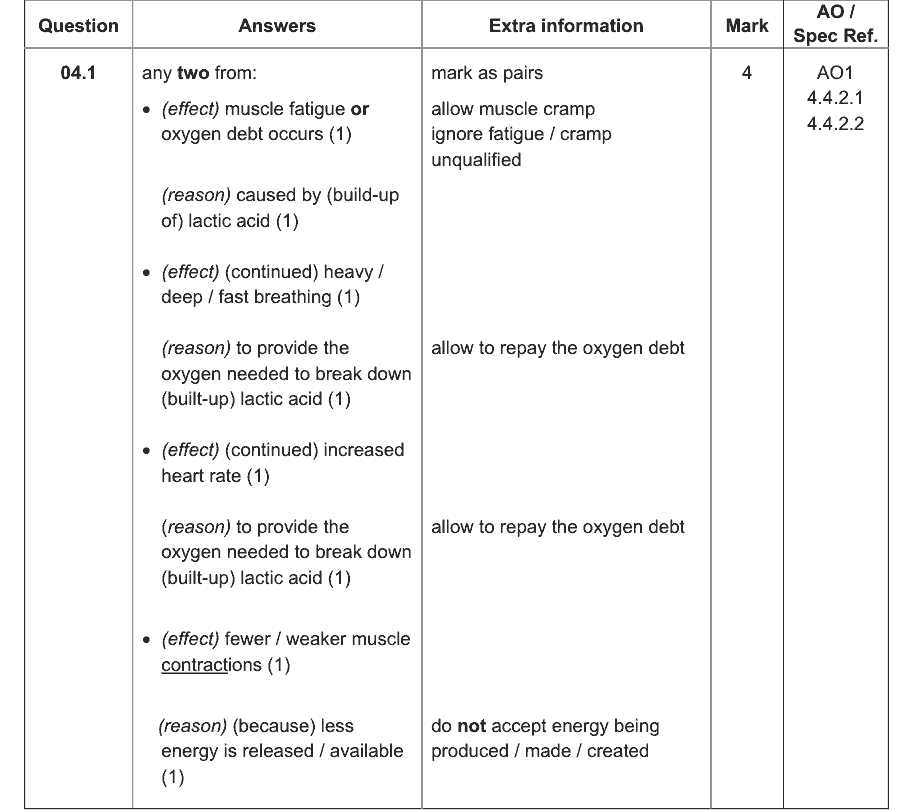 Question Answers Extra information Mark AO /
Spec Ref.
04.1 any two from: mark as pairs 4 AO1
4.4.2.1
4.4.2.2
• (effect) muscle fatigue or allow muscle cramp
oxygen debt occurs (1) ignore fatigue / cramp
unqualified
(reason) caused by (build-up
of) lactic acid (1)
• (effect) (continued) heavy /
deep / fast breathing (1)
(reason) to provide the allow to repay the oxygen debt
oxygen needed to break down
(built-up) lactic acid (1)
• (effect) (continued) increased
heart rate (1)
(reason) to provide the allow to repay the oxygen debt
oxygen needed to break down
(built-up) lactic acid (1)
• (effect) fewer / weaker muscle
contractions (1)
(reason) (because) less do not accept energy being
energy is released / available produced / made / created
(1)